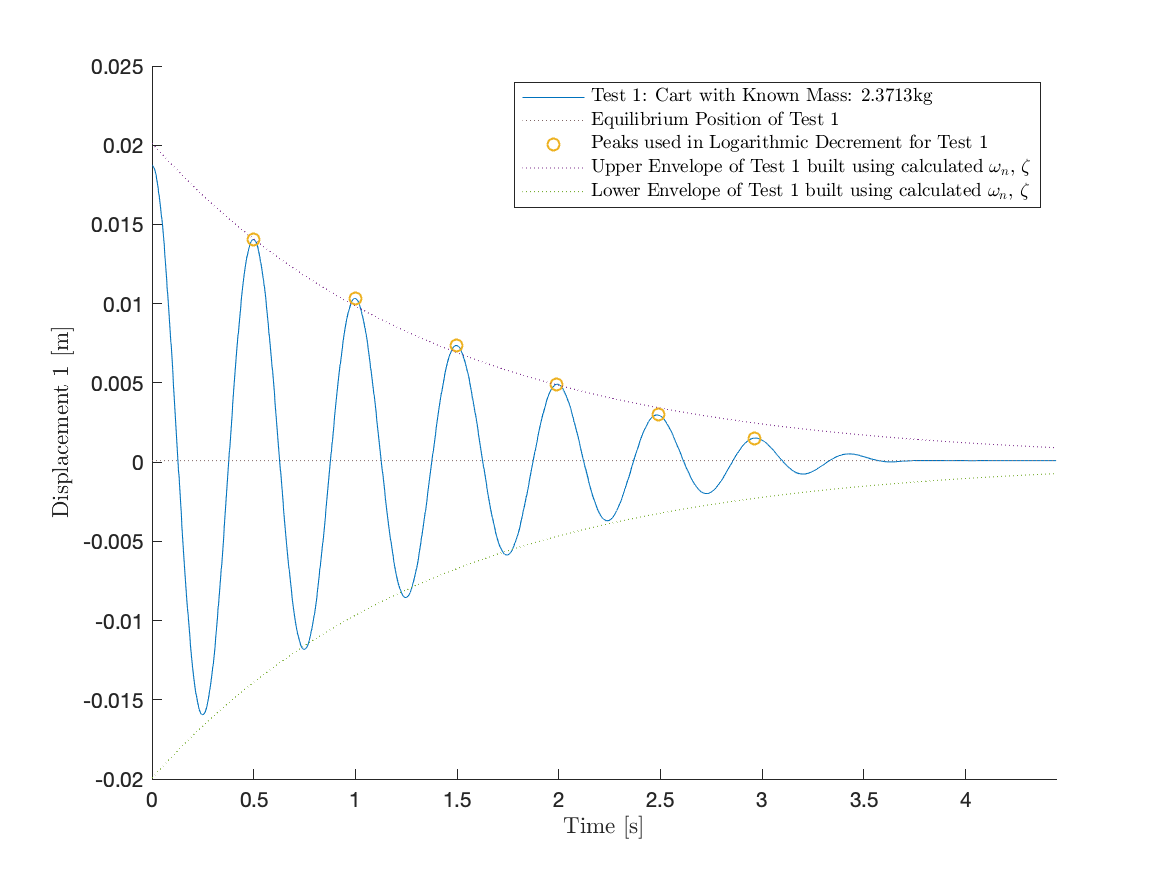 0.025
0.02
0.015
0.01
0.005
0
-0.005
-0.01
-0.015
-0.02
Displacement 1 [m]
Test 1: Cart with Known Mass: 2.3713kg
Equilibrium Position of Test 1
Peaks used in Logarithmic Decrement for Test 1
Upper Envelope of Test 1 built using calculated ωₙ, ζ
Lower Envelope of Test 1 built using calculated ωₙ, ζ
0 0.5 1 1.5 2 2.5 3 3.5 4
Time [s]